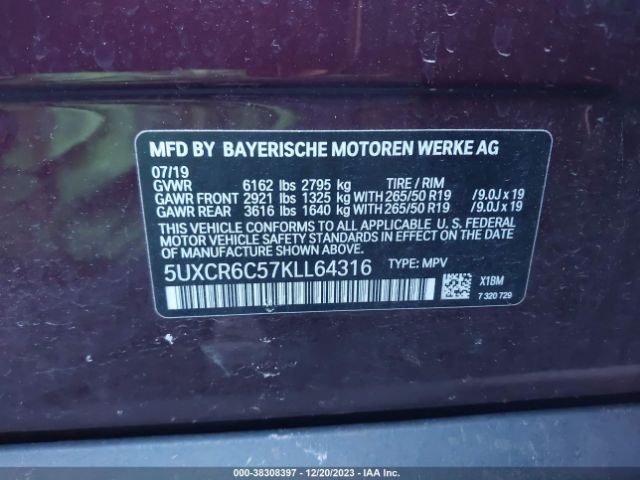 MFD BY BAYERISCHE MOTOREN WERKE AG
07/19
GVWR 6162 lbs 2795 kg TIRE / RIM
GAWR FRONT 2921 lbs 1325 kg WITH 265/50 R19 /9.0J x 19
GAWR REAR 3616 lbs 1640 kg WITH 265/50 R19 /9.0J x 19
THIS VEHICLE CONFORMS TO ALL APPLICABLE U. S. FEDERAL
MOTOR VEHICLE SAFETY STANDARDS IN EFFECT ON THE DATE
OF MANUFACTURE SHOWN ABOVE.
5UXCR6C57KLL64316 TYPE: MPV
X1BM
7 320 729
000-38308397 - 12/20/2023 - IAA Inc.